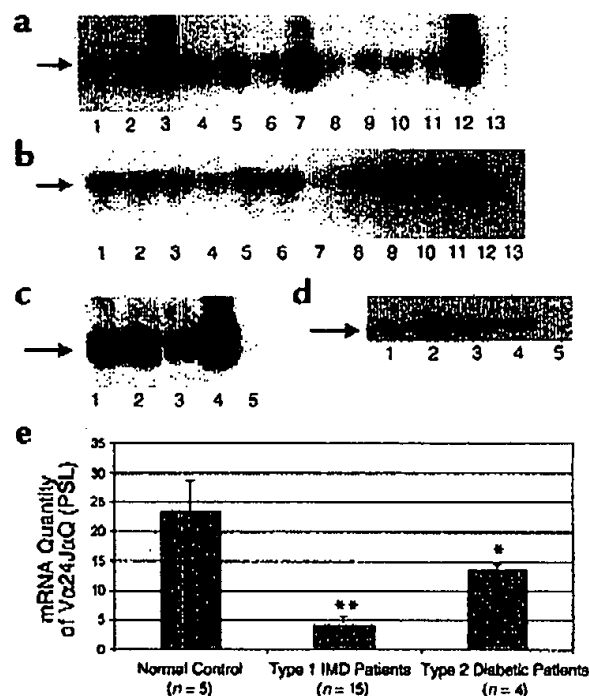 a
1 2 3 4 5 6 7 8 9 10 11 12 13
b
1 2 3 4 5 6 7 8 9 10 11 12 13
c
1 2 3 4 5
d
1 2 3 4 5
e
mRNA Quantity
of Vα24JαQ (PSL)
35
30
25
20
15
10
5
0
**
*
Normal Control Type 1 IMD Patients Type 2 Diabetic Patients
(n = 5) (n = 15) (n = 4)